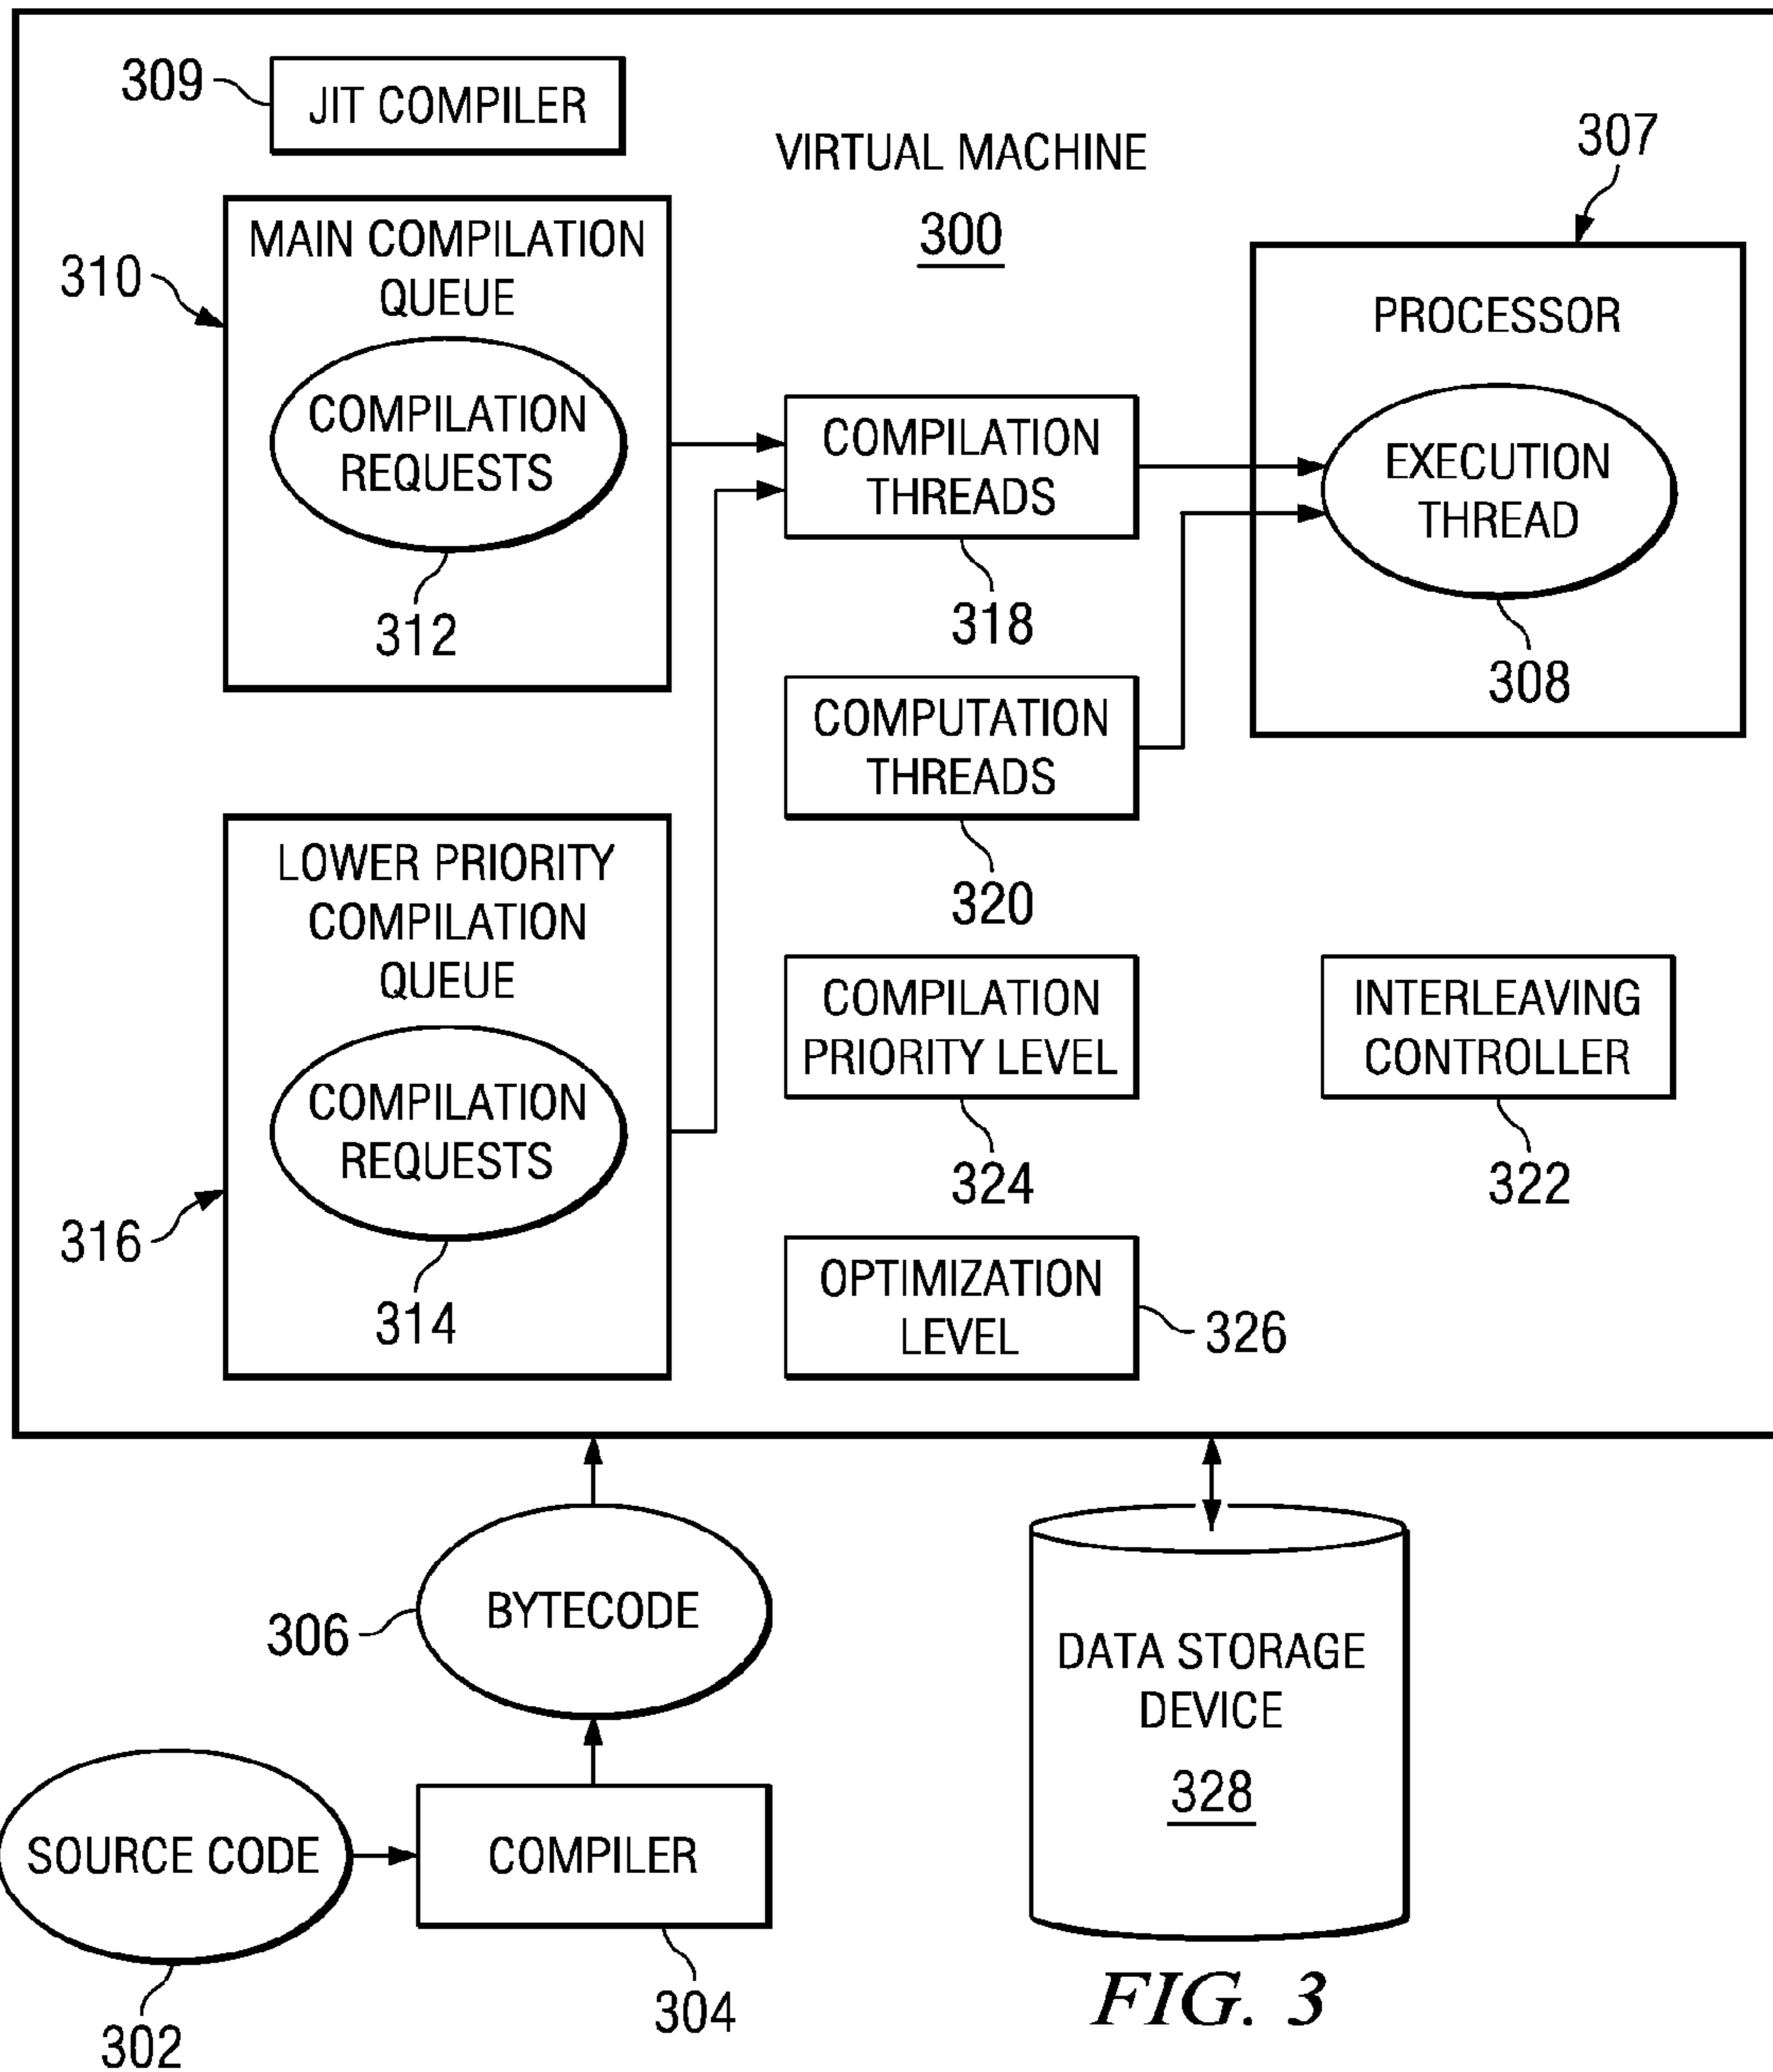 309
JIT COMPILER
VIRTUAL MACHINE
300
307
310
MAIN COMPILATION
QUEUE
COMPILATION
REQUESTS
312
COMPILATION
THREADS
318
PROCESSOR
EXECUTION
THREAD
308
COMPUTATION
THREADS
320
LOWER PRIORITY
COMPILATION
QUEUE
COMPILATION
REQUESTS
314
316
COMPILATION
PRIORITY LEVEL
324
INTERLEAVING
CONTROLLER
322
OPTIMIZATION
LEVEL
326
306
BYTECODE
DATA STORAGE
DEVICE
328
SOURCE CODE
302
COMPILER
304
FIG. 3